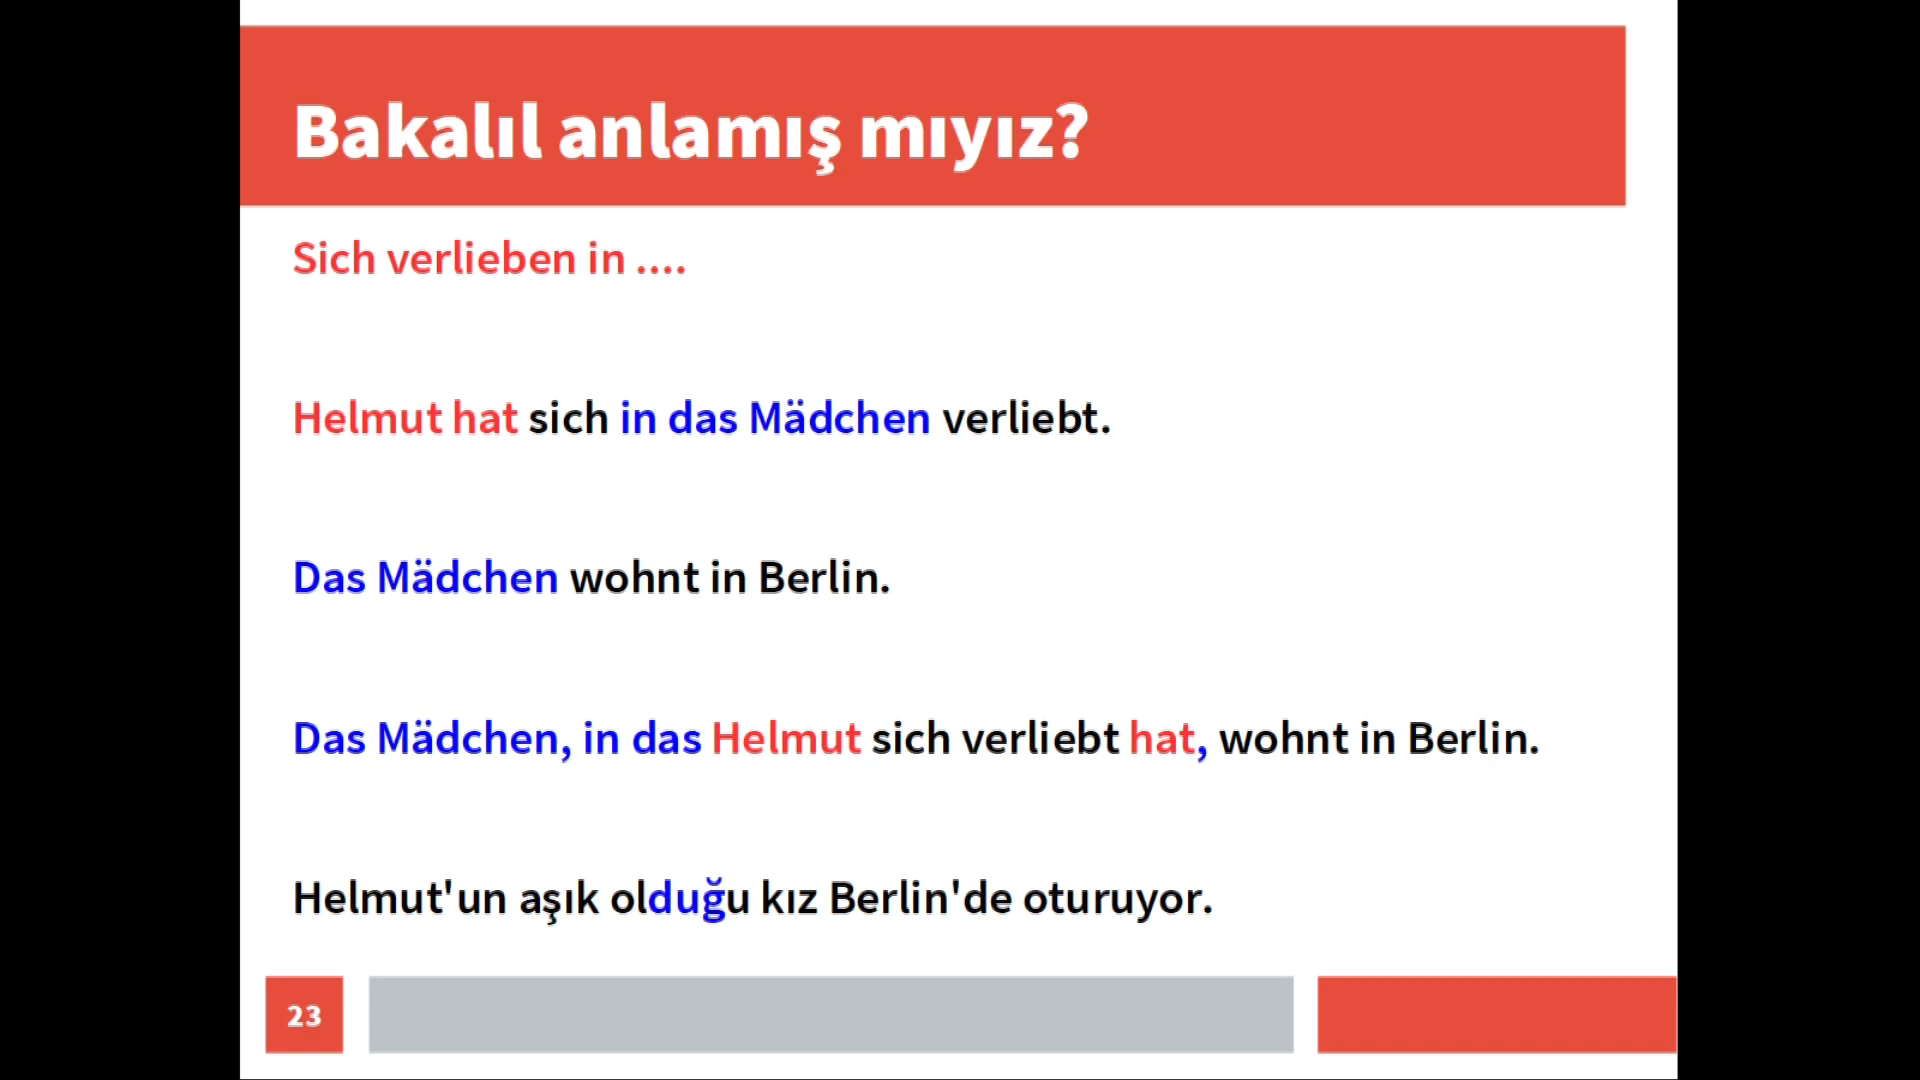 Bakalıl anlamış mıyız?
Sich verlieben in ....
Helmut hat sich in das Mädchen verliebt.
Das Mädchen wohnt in Berlin.
Das Mädchen, in das Helmut sich verliebt hat, wohnt in Berlin.
Helmut'un aşık olduğu kız Berlin'de oturuyor.
23